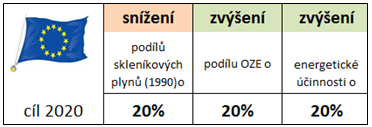 snížení zvýšení zvýšení
podílů
skleníkových
plynů (1990)o
podílu OZE o
energetické
účinnosti o
cíl 2020 20% 20% 20%